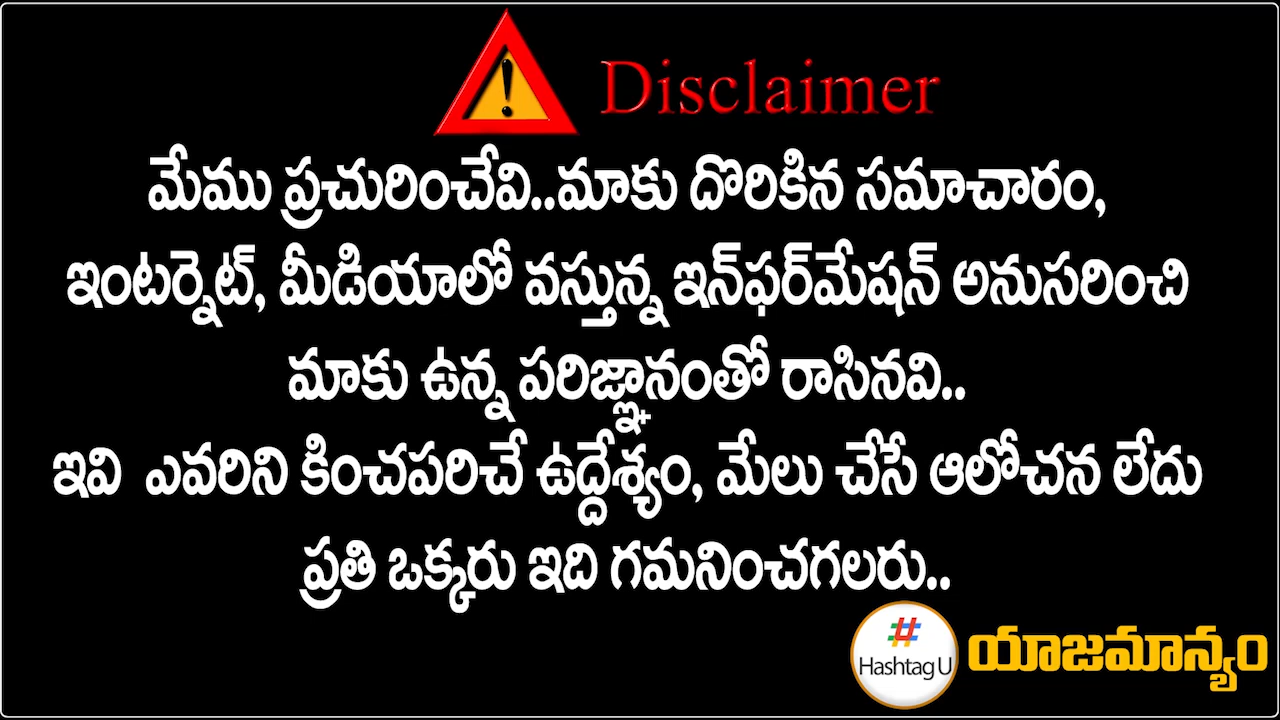 Disclaimer
మేము ప్రచురించేవి..మాకు దొరికిన సమాచారం,
ఇంటర్నెట్, మీడియాలో వస్తున్న ఇన్‌ఫర్‌మేషన్ అనుసరించి
మాకు ఉన్న పరిజ్ఞానంతో రాసినవి..
ఇవి ఎవరిని కించపరిచే ఉద్దేశ్యం, మేలు చేసే ఆలోచన లేదు
ప్రతి ఒక్కరు ఇది గమనించగలరు..
# Hashtag U యాజమాన్యం